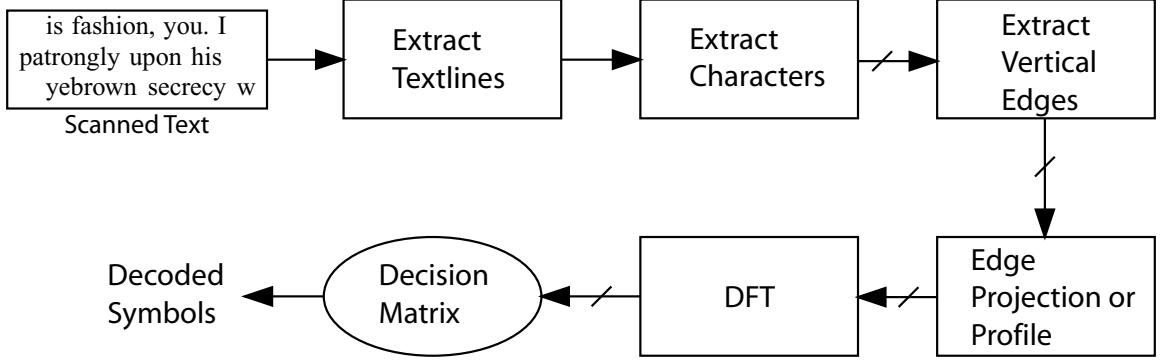 is fashion, you. I
patrongly upon his
yebrown secrecy w
Scanned Text
Extract
Textlines
Extract
Characters
Extract
Vertical
Edges
Edge
Projection or
Profile
DFT
Decision
Matrix
Decoded
Symbols